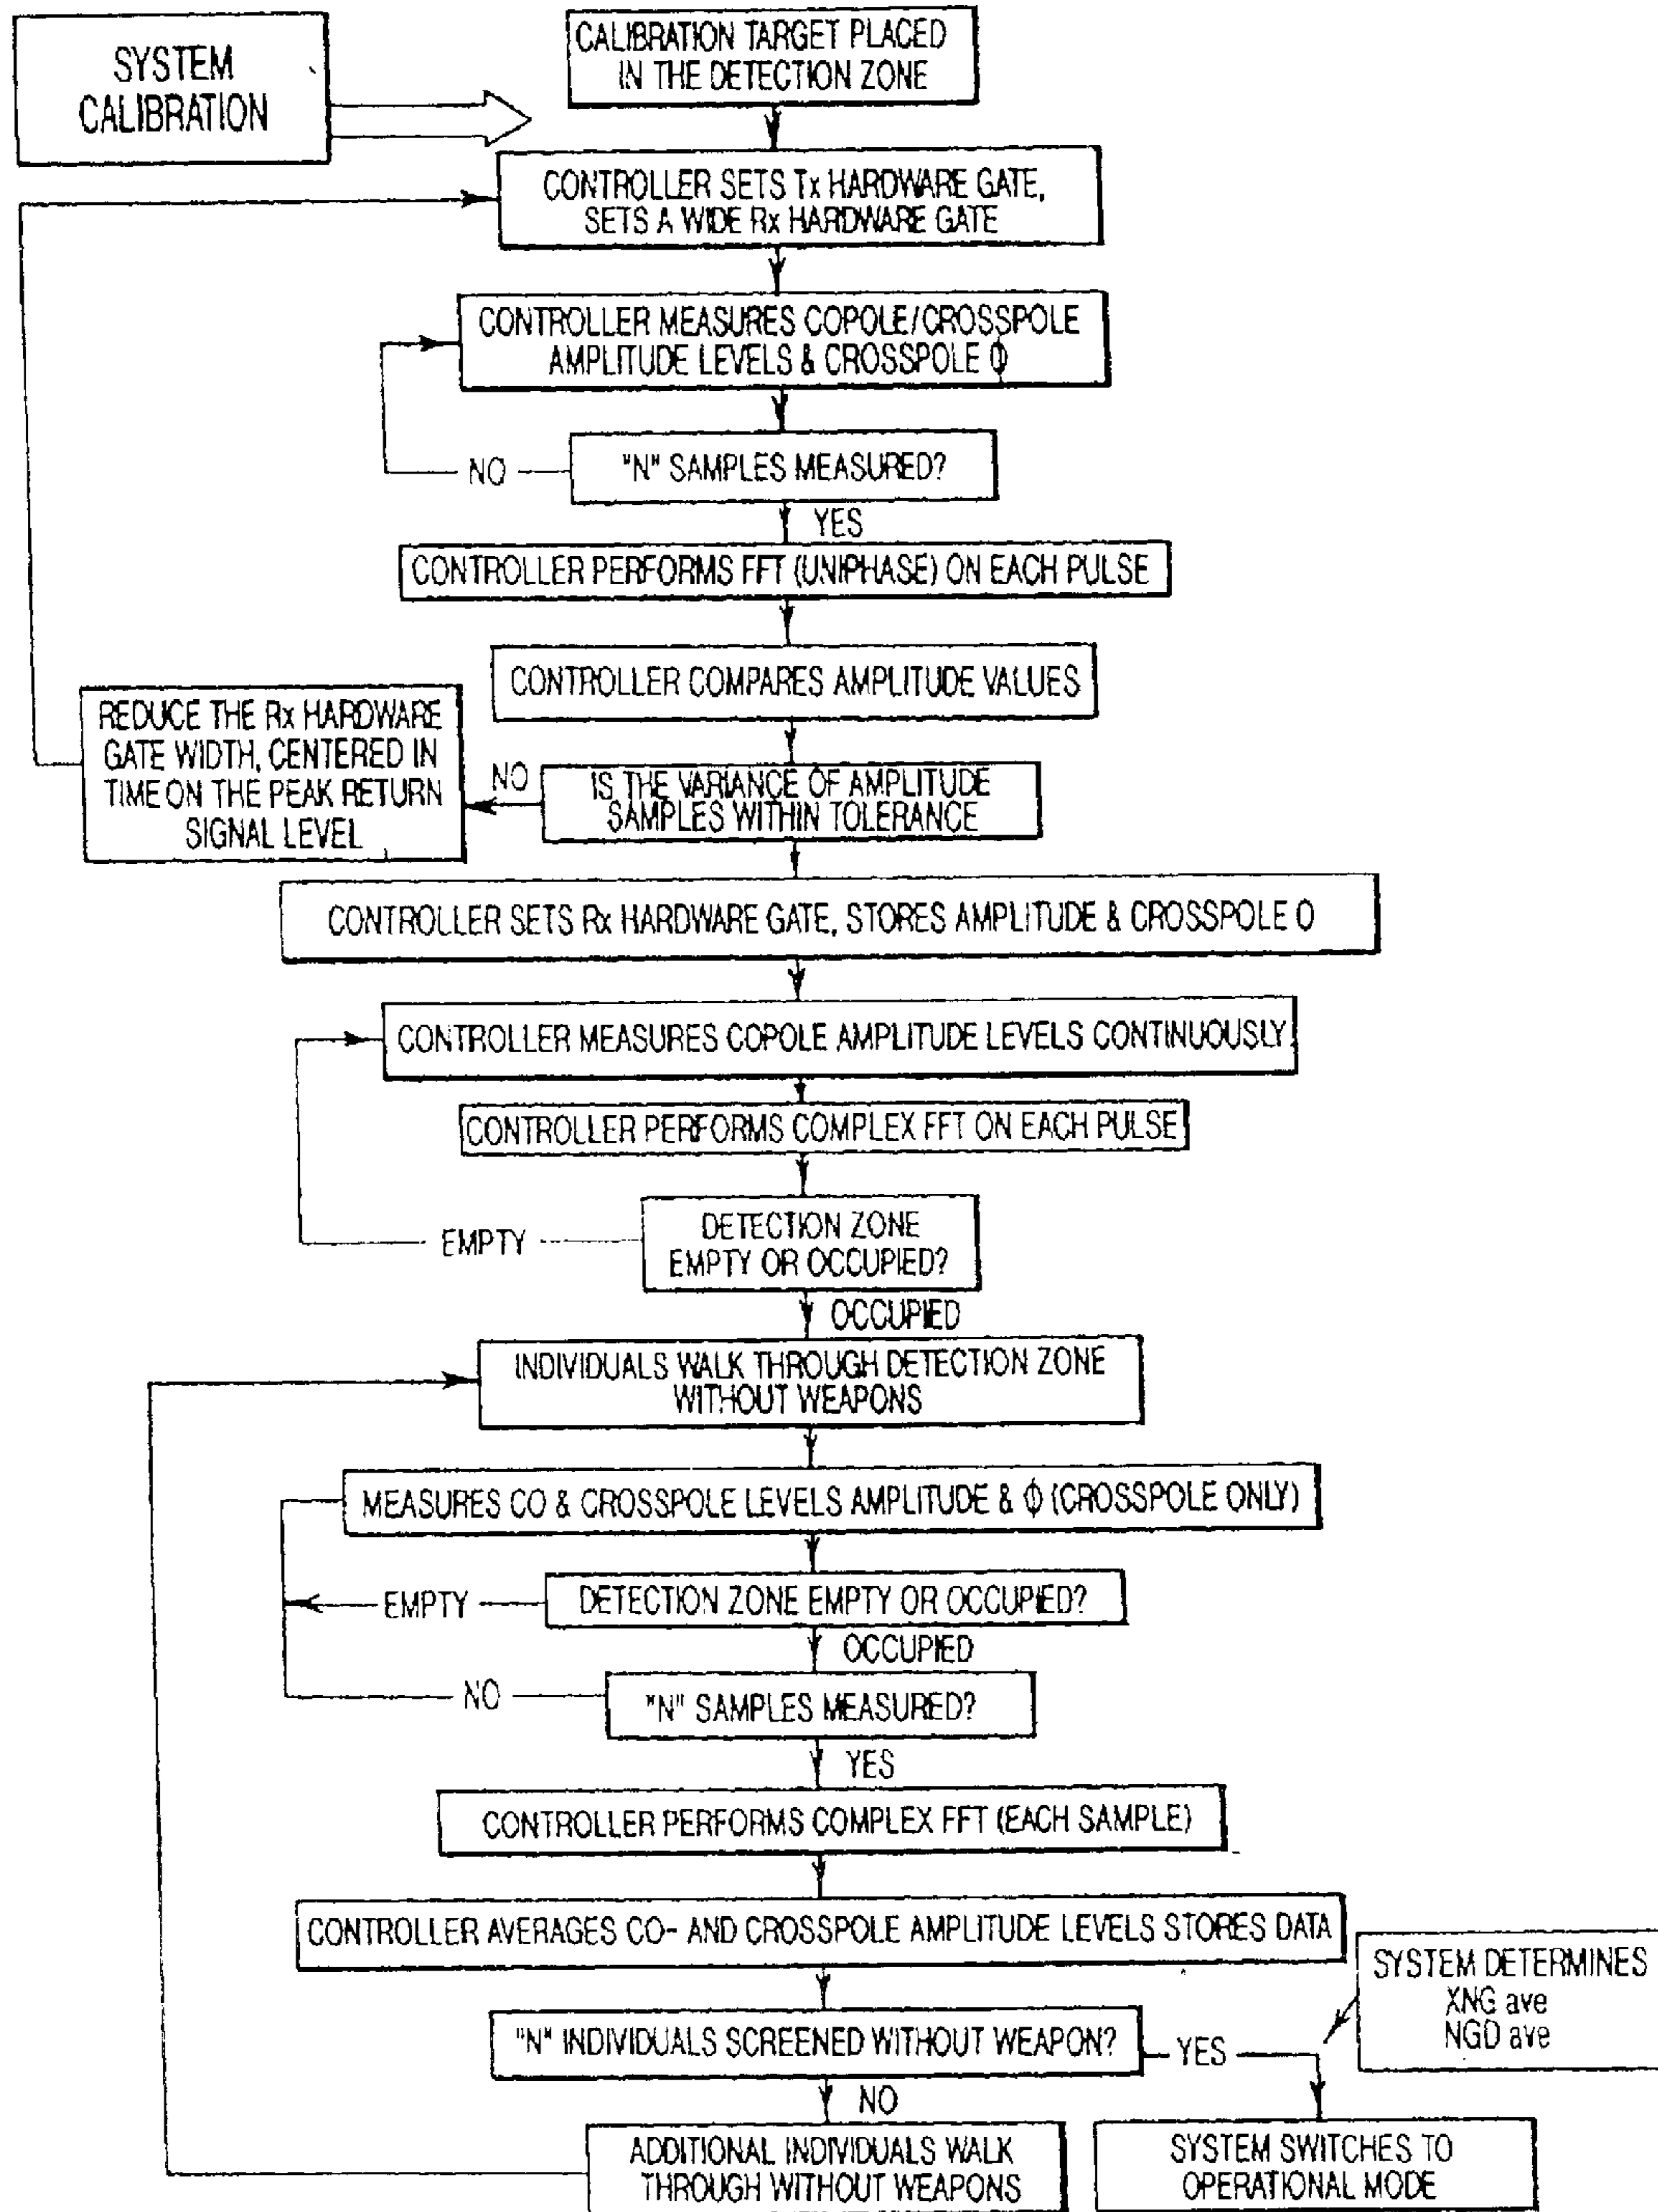 SYSTEM
CALIBRATION
CALIBRATION TARGET PLACED
IN THE DETECTION ZONE
CONTROLLER SETS Tx HARDWARE GATE,
SETS A WIDE Rx HARDWARE GATE
CONTROLLER MEASURES COPOLE/CROSSPOLE
AMPLITUDE LEVELS & CROSSPOLE Φ
"N" SAMPLES MEASURED?
NO
YES
CONTROLLER PERFORMS FFT (UNIPHASE) ON EACH PULSE
CONTROLLER COMPARES AMPLITUDE VALUES
REDUCE THE Rx HARDWARE
GATE WIDTH, CENTERED IN
TIME ON THE PEAK RETURN
SIGNAL LEVEL
NO
IS THE VARIANCE OF AMPLITUDE
SAMPLES WITHIN TOLERANCE
CONTROLLER SETS Rx HARDWARE GATE, STORES AMPLITUDE & CROSSPOLE 0
CONTROLLER MEASURES COPOLE AMPLITUDE LEVELS CONTINUOUSLY
CONTROLLER PERFORMS COMPLEX FFT ON EACH PULSE
DETECTION ZONE
EMPTY OR OCCUPIED?
EMPTY
OCCUPIED
INDIVIDUALS WALK THROUGH DETECTION ZONE
WITHOUT WEAPONS
MEASURES CO & CROSSPOLE LEVELS AMPLITUDE & Φ (CROSSPOLE ONLY)
EMPTY
DETECTION ZONE EMPTY OR OCCUPIED?
OCCUPIED
NO
"N" SAMPLES MEASURED?
YES
CONTROLLER PERFORMS COMPLEX FFT (EACH SAMPLE)
CONTROLLER AVERAGES CO- AND CROSSPOLE AMPLITUDE LEVELS STORES DATA
SYSTEM DETERMINES
XNG ave
NGD ave
"N" INDIVIDUALS SCREENED WITHOUT WEAPON?
YES
NO
ADDITIONAL INDIVIDUALS WALK
THROUGH WITHOUT WEAPONS
SYSTEM SWITCHES TO
OPERATIONAL MODE